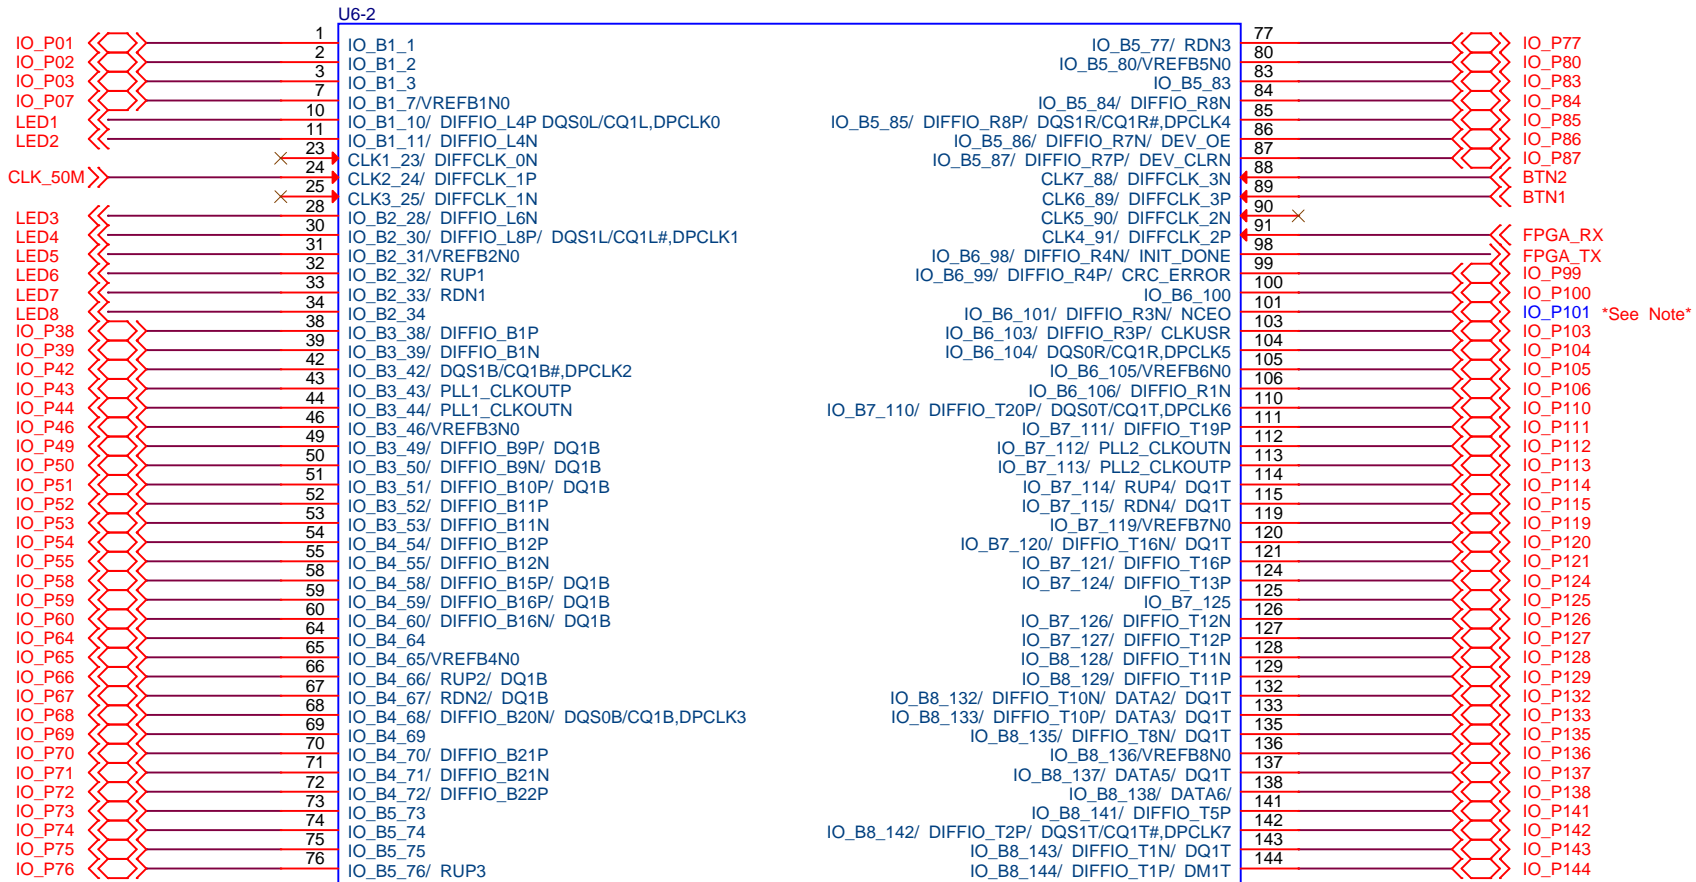 U6-2
IO_P01 1 IO_B1_1 IO_B5_77/ RDN3 77 IO_P77
IO_P02 2 IO_B1_2 IO_B5_80/VREFB5N0 80 IO_P80
IO_P03 3 IO_B1_3 IO_B5_83 83 IO_P83
IO_P07 7 IO_B1_7/VREFB1N0 IO_B5_84/ DIFFIO_R8N 84 IO_P84
LED1 10 IO_B1_10/ DIFFIO_L4P DQS0L/CQ1L,DPCLK0 IO_B5_85/ DIFFIO_R8P/ DQS1R/CQ1R#,DPCLK4 85 IO_P85
LED2 11 IO_B1_11/ DIFFIO_L4N IO_B5_86/ DIFFIO_R7N/ DEV_OE 86 IO_P86
23 CLK1_23/ DIFFCLK_0N IO_B5_87/ DIFFIO_R7P/ DEV_CLRN 87 IO_P87
CLK_50M 24 CLK2_24/ DIFFCLK_1P CLK7_88/ DIFFCLK_3N 88 BTN2
25 CLK3_25/ DIFFCLK_1N CLK6_89/ DIFFCLK_3P 89 BTN1
LED3 28 IO_B2_28/ DIFFIO_L6N CLK5_90/ DIFFCLK_2N 90
LED4 30 IO_B2_30/ DIFFIO_L8P/ DQS1L/CQ1L#,DPCLK1 CLK4_91/ DIFFCLK_2P 91 FPGA_RX
LED5 31 IO_B2_31/VREFB2N0 IO_B6_98/ DIFFIO_R4N/ INIT_DONE 98 FPGA_TX
LED6 32 IO_B2_32/ RUP1 IO_B6_99/ DIFFIO_R4P/ CRC_ERROR 99 IO_P99
LED7 33 IO_B2_33/ RDN1 IO_B6_100 100 IO_P100
LED8 34 IO_B2_34 IO_B6_101/ DIFFIO_R3N/ NCEO 101 IO_P101 *See Note*
IO_P38 38 IO_B3_38/ DIFFIO_B1P IO_B6_103/ DIFFIO_R3P/ CLKUSR 103 IO_P103
IO_P39 39 IO_B3_39/ DIFFIO_B1N IO_B6_104/ DQS0R/CQ1R,DPCLK5 104 IO_P104
IO_P42 42 IO_B3_42/ DQS1B/CQ1B#,DPCLK2 IO_B6_105/VREFB6N0 105 IO_P105
IO_P43 43 IO_B3_43/ PLL1_CLKOUTP IO_B6_106/ DIFFIO_R1N 106 IO_P106
IO_P44 44 IO_B3_44/ PLL1_CLKOUTN IO_B7_110/ DIFFIO_T20P/ DQS0T/CQ1T,DPCLK6 110 IO_P110
IO_P46 46 IO_B3_46/VREFB3N0 IO_B7_111/ DIFFIO_T19P 111 IO_P111
IO_P49 49 IO_B3_49/ DIFFIO_B9P/ DQ1B IO_B7_112/ PLL2_CLKOUTN 112 IO_P112
IO_P50 50 IO_B3_50/ DIFFIO_B9N/ DQ1B IO_B7_113/ PLL2_CLKOUTP 113 IO_P113
IO_P51 51 IO_B3_51/ DIFFIO_B10P/ DQ1B IO_B7_114/ RUP4/ DQ1T 114 IO_P114
IO_P52 52 IO_B3_52/ DIFFIO_B11P IO_B7_115/ RDN4/ DQ1T 115 IO_P115
IO_P53 53 IO_B3_53/ DIFFIO_B11N IO_B7_119/VREFB7N0 119 IO_P119
IO_P54 54 IO_B4_54/ DIFFIO_B12P IO_B7_120/ DIFFIO_T16N/ DQ1T 120 IO_P120
IO_P55 55 IO_B4_55/ DIFFIO_B12N IO_B7_121/ DIFFIO_T16P 121 IO_P121
IO_P58 58 IO_B4_58/ DIFFIO_B15P/ DQ1B IO_B7_124/ DIFFIO_T13P 124 IO_P124
IO_P59 59 IO_B4_59/ DIFFIO_B16P/ DQ1B IO_B7_125 125 IO_P125
IO_P60 60 IO_B4_60/ DIFFIO_B16N/ DQ1B IO_B7_126/ DIFFIO_T12N 126 IO_P126
IO_P64 64 IO_B4_64 IO_B7_127/ DIFFIO_T12P 127 IO_P127
IO_P65 65 IO_B4_65/VREFB4N0 IO_B8_128/ DIFFIO_T11N 128 IO_P128
IO_P66 66 IO_B4_66/ RUP2/ DQ1B IO_B8_129/ DIFFIO_T11P 129 IO_P129
IO_P67 67 IO_B4_67/ RDN2/ DQ1B IO_B8_132/ DIFFIO_T10N/ DATA2/ DQ1T 132 IO_P132
IO_P68 68 IO_B4_68/ DIFFIO_B20N/ DQS0B/CQ1B,DPCLK3 IO_B8_133/ DIFFIO_T10P/ DATA3/ DQ1T 133 IO_P133
IO_P69 69 IO_B4_69 IO_B8_135/ DIFFIO_T8N/ DQ1T 135 IO_P135
IO_P70 70 IO_B4_70/ DIFFIO_B21P IO_B8_136/VREFB8N0 136 IO_P136
IO_P71 71 IO_B4_71/ DIFFIO_B21N IO_B8_137/ DATA5/ DQ1T 137 IO_P137
IO_P72 72 IO_B4_72/ DIFFIO_B22P IO_B8_138/ DATA6/ 138 IO_P138
IO_P73 73 IO_B5_73 IO_B8_141/ DIFFIO_T5P 141 IO_P141
IO_P74 74 IO_B5_74 IO_B8_142/ DIFFIO_T2P/ DQS1T/CQ1T#,DPCLK7 142 IO_P142
IO_P75 75 IO_B5_75 IO_B8_143/ DIFFIO_T1N/ DQ1T 143 IO_P143
IO_P76 76 IO_B5_76/ RUP3 IO_B8_144/ DIFFIO_T1P/ DM1T 144 IO_P144